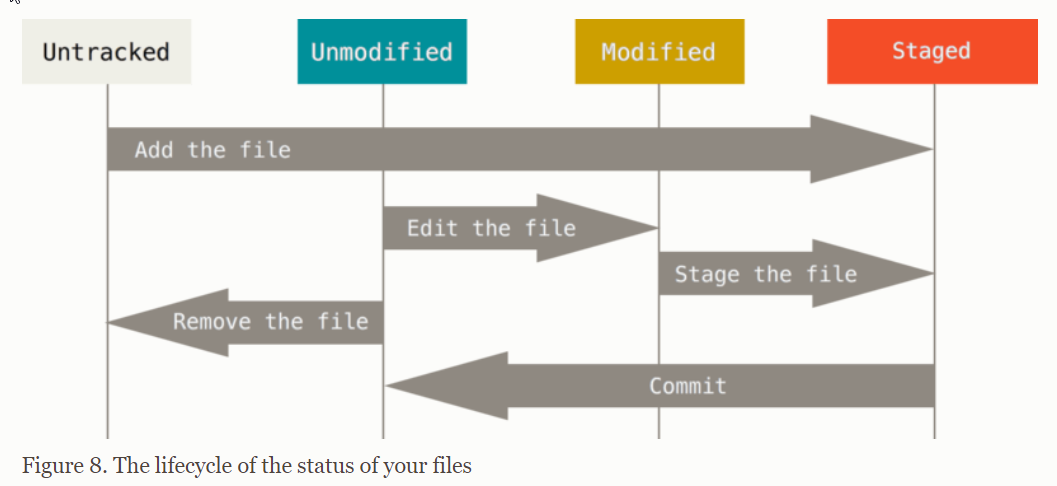 Untracked
Unmodified
Modified
Staged
Add the file
Edit the file
Stage the file
Remove the file
Commit
Figure 8. The lifecycle of the status of your files